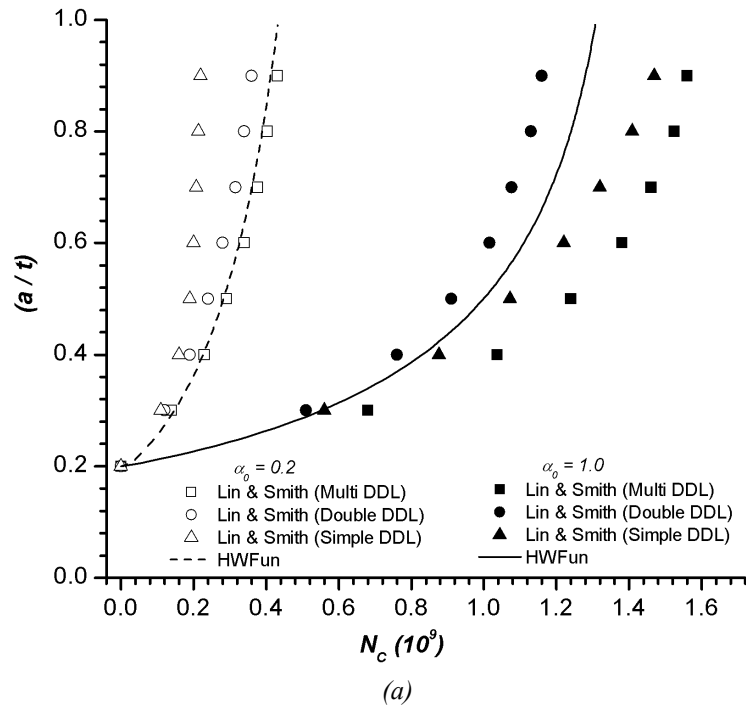 1.0
0.8
0.6
0.4
0.2
0.0
(a / t)
α₀ = 0.2
Lin & Smith (Multi DDL)
Lin & Smith (Double DDL)
Lin & Smith (Simple DDL)
HWFun
α₀ = 1.0
Lin & Smith (Multi DDL)
Lin & Smith (Double DDL)
Lin & Smith (Simple DDL)
HWFun
0.0 0.2 0.4 0.6 0.8 1.0 1.2 1.4 1.6
N_C (10⁹)
(a)